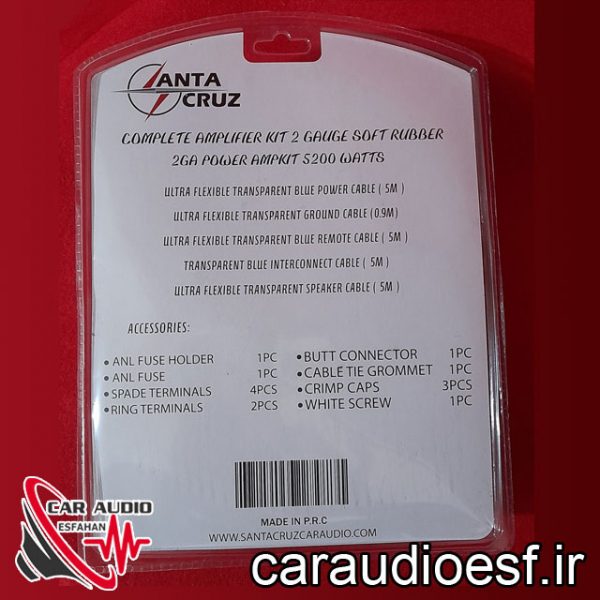 SANTA
CRUZ
COMPLETE AMPLIFIER KIT 2 GAUGE SOFT RUBBER
2GA POWER AMPKIT 5200 WATTS
ULTRA FLEXIBLE TRANSPARENT BLUE POWER CABLE ( 5M )
ULTRA FLEXIBLE TRANSPARENT GROUND CABLE (0.9M)
ULTRA FLEXIBLE TRANSPARENT BLUE REMOTE CABLE ( 5M )
TRANSPARENT BLUE INTERCONNECT CABLE ( 5M )
ULTRA FLEXIBLE TRANSPARENT SPEAKER CABLE ( 5M )
ACCESSORIES:
• ANL FUSE HOLDER 1PC
• ANL FUSE 1PC
• SPADE TERMINALS 4PCS
• RING TERMINALS 2PCS
• BUTT CONNECTOR 1PC
• CABLE TIE GROMMET 1PC
• CRIMP CAPS 3PCS
• WHITE SCREW 1PC
MADE IN P.R.C
WWW.SANTACRUZCARAUDIO.COM
CAR AUDIO
ESFAHAN
caraudioesf.ir